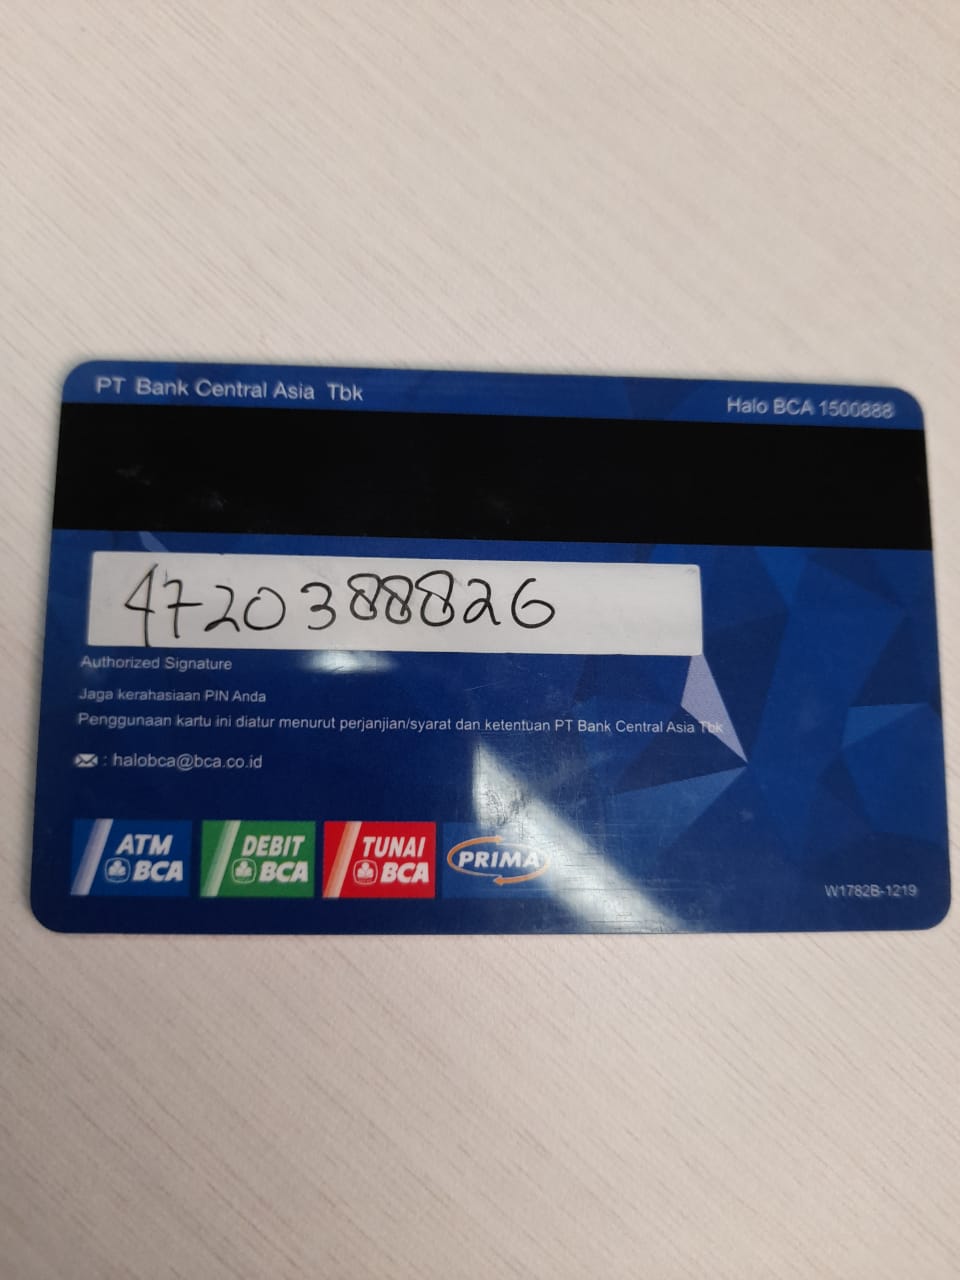 PT Bank Central Asia Tbk
Halo BCA 1500888
4720388826
Authorized Signature
Jaga kerahasiaan PIN Anda
Penggunaan kartu ini diatur menurut perjanjian/syarat dan ketentuan PT Bank Central Asia Tbk
: halobca@bca.co.id
ATM BCA
DEBIT BCA
TUNAI BCA
PRIMA
W1782B-1219